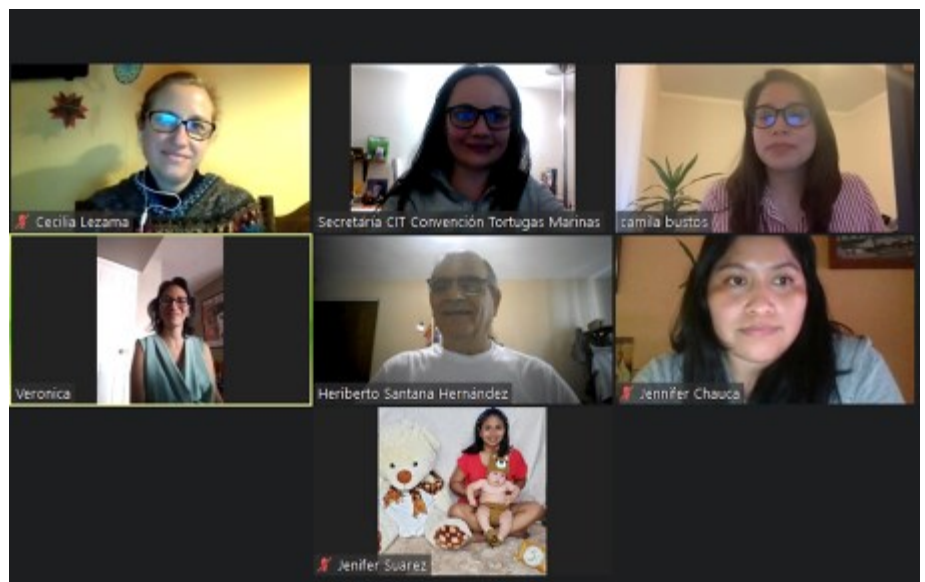 Cecilia Lezama
Secretaría CIT Convención Tortugas Marinas
camila bustos
Veronica
Heriberto Santana Hernández
Jennifer Chauca
Jenifer Suarez